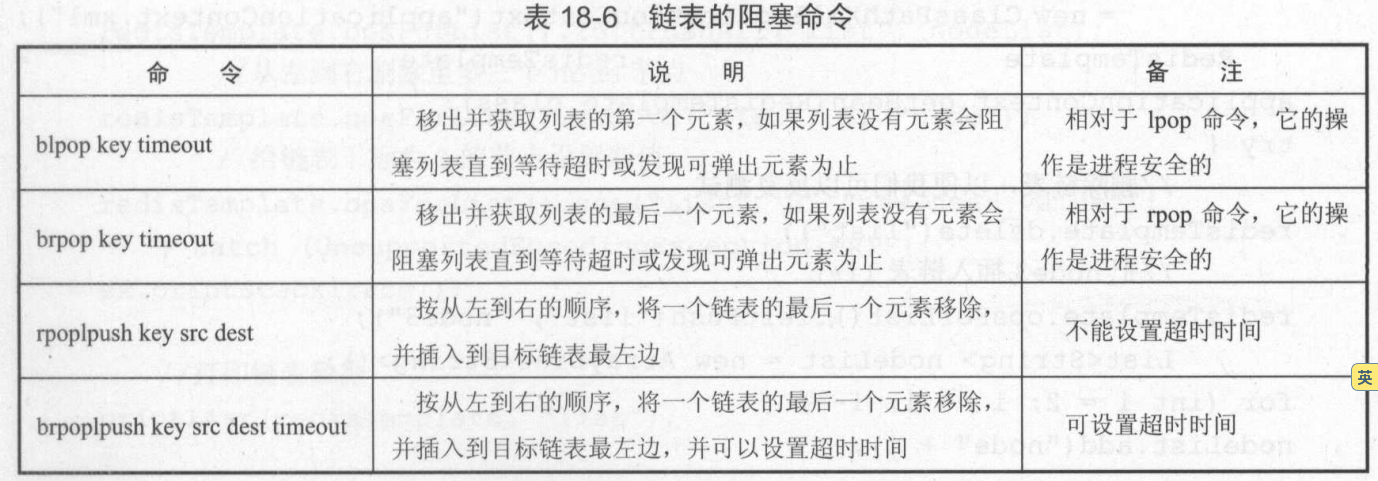 表 18-6 链表的阻塞命令
命 令 说 明 备 注
blpop key timeout
移出并获取列表的第一个元素，如果列表没有元素会阻
塞列表直到等待超时或发现可弹出元素为止
相对于 lpop 命令，它的操
作是进程安全的
brpop key timeout
移出并获取列表的最后一个元素，如果列表没有元素会
阻塞列表直到等待超时或发现可弹出元素为止
相对于 rpop 命令，它的操
作是进程安全的
rpoplpush key src dest
按从左到右的顺序，将一个链表的最后一个元素移除，
并插入到目标链表最左边
不能设置超时时间
brpoplpush key src dest timeout
按从左到右的顺序，将一个链表的最后一个元素移除，
并插入到目标链表最左边，并可以设置超时时间
可设置超时时间
英